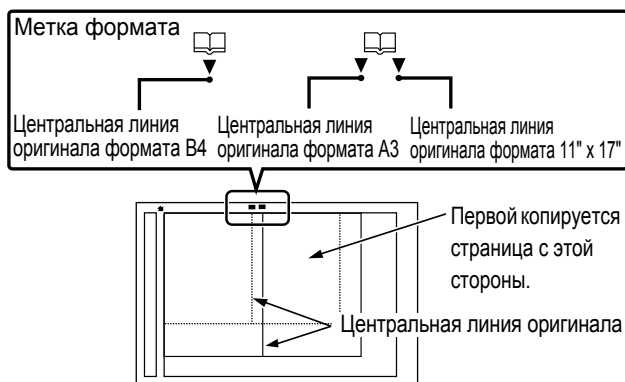 Метка формата
Центральная линия
оригинала формата B4
Центральная линия
оригинала формата A3
Центральная линия
оригинала формата 11" x 17"
Первой копируется
страница с этой
стороны.
Центральная линия оригинала